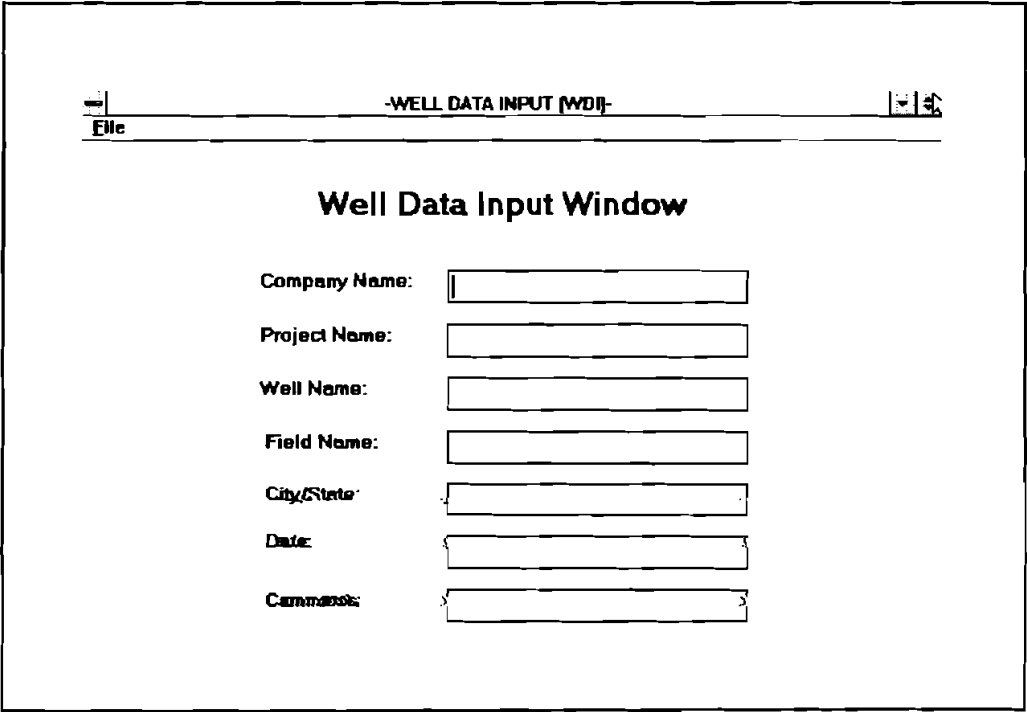 -WELL DATA INPUT (WDI)-
File
Well Data Input Window
Company Name:
Project Name:
Well Name:
Field Name:
City/State:
Date:
Comments: